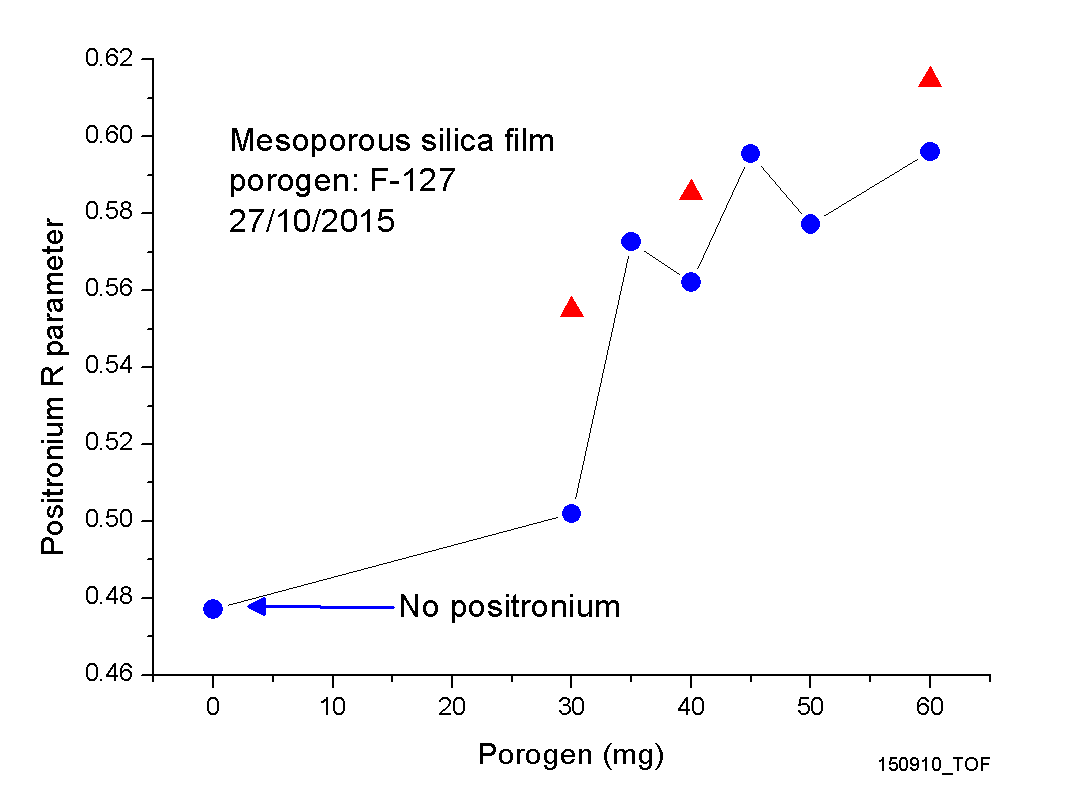 0.62
0.60
0.58
0.56
0.54
0.52
0.50
0.48
0.46
Positronium R parameter
Mesoporous silica film
porogen: F-127
27/10/2015
No positronium
0 10 20 30 40 50 60
Porogen (mg)
150910_TOF